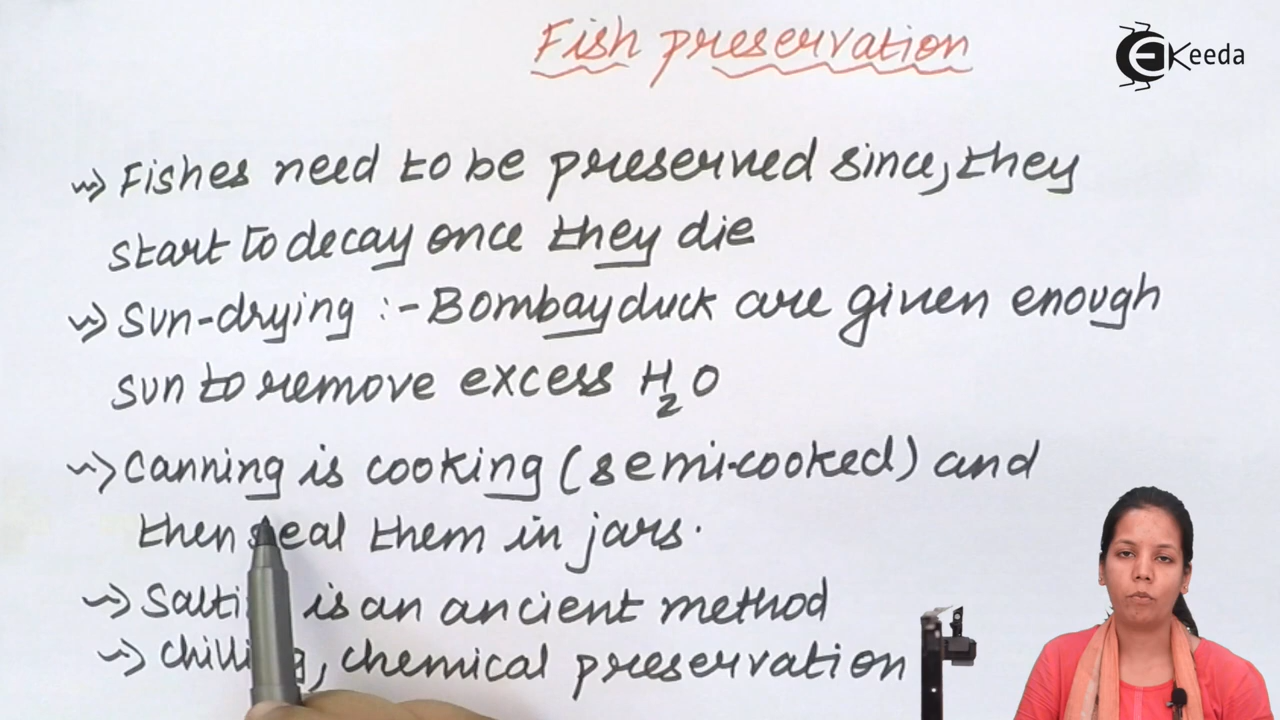 Fish preservation
EKeeda
Fishes need to be preserved since, they
start to decay once they die
Sun-drying :- Bombay duck are given enough
sun to remove excess H₂O
Canning is cooking (semi-cooked) and
then seal them in jars.
Salti is an ancient method
Chilling, chemical preservation